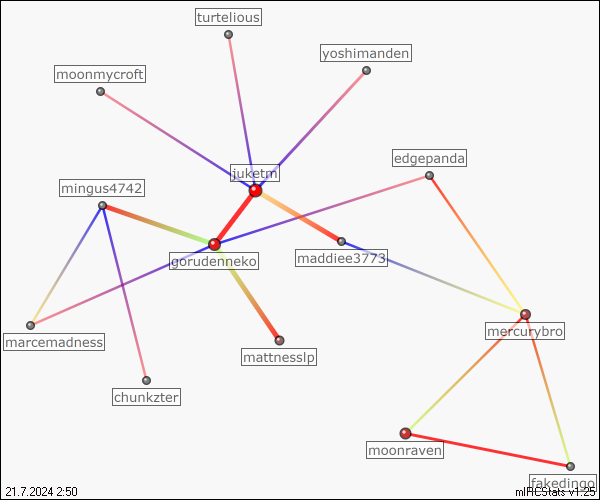 turtelious
yoshimanden
moonmycroft
edgepanda
juketm
mingus4742
maddiee3773
gorudenneko
mercurybro
marcemadness
mattnesslp
chunkzter
moonraven
fakedingo
21.7.2024 2:50
mIRCStats v1.25